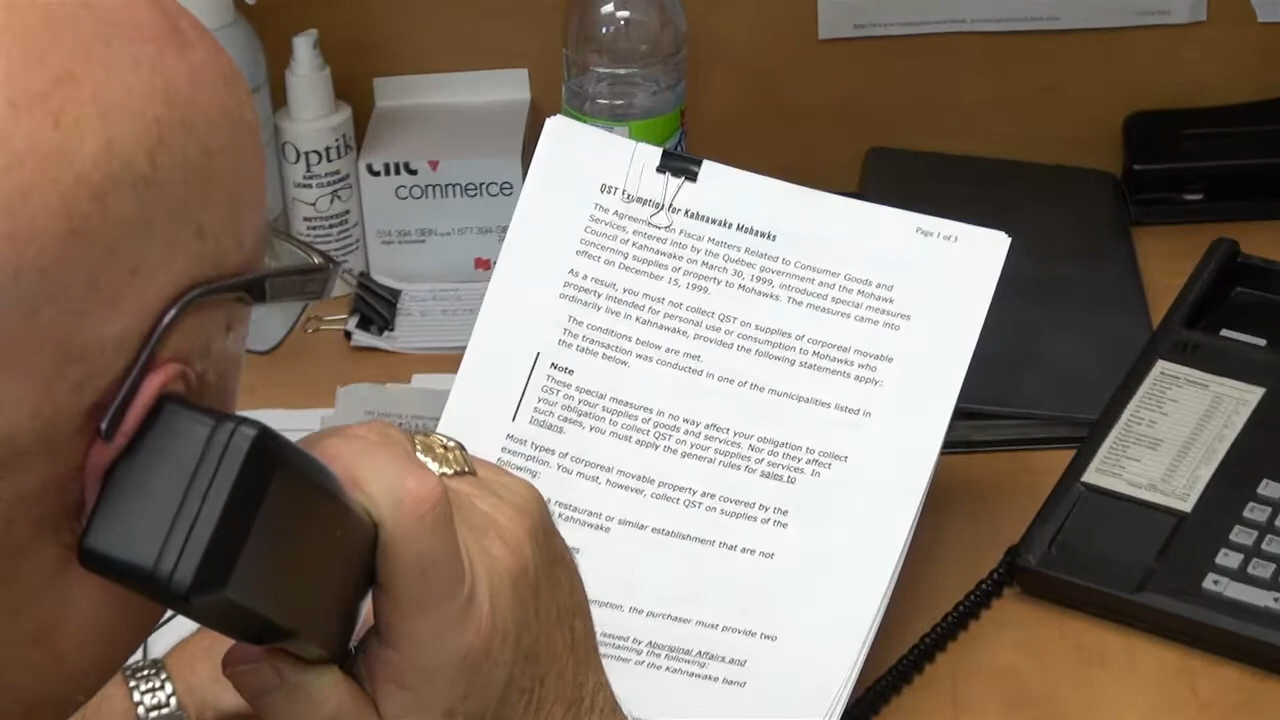 Optik
ANTI-FOG
LENS CLEANER
NETTOYEUR
ANTI-BUÉE
commerce
QST Exemption for Kahnawake Mohawks
Page 1 of 3
The Agreement on Fiscal Matters Related to Consumer Goods and
Services, entered into by the Québec government and the Mohawk
Council of Kahnawake on March 30, 1999, introduced special measures
concerning supplies of property to Mohawks. The measures came into
effect on December 15, 1999.
As a result, you must not collect QST on supplies of corporeal movable
property intended for personal use or consumption to Mohawks who
ordinarily live in Kahnawake, provided the following statements apply:
The conditions below are met.
The transaction was conducted in one of the municipalities listed in
the table below.
Note
These special measures in no way affect your obligation to collect
GST on your supplies of goods and services. Nor do they affect
your obligation to collect QST on your supplies of services. In
such cases, you must apply the general rules for sales to
Indians.
Most types of corporeal movable property are covered by the
exemption. You must, however, collect QST on supplies of the
following:
a restaurant or similar establishment that are not
Kahnawake
the purchaser must provide two
issued by Aboriginal Affairs and
containing the following:
of the Kahnawake band